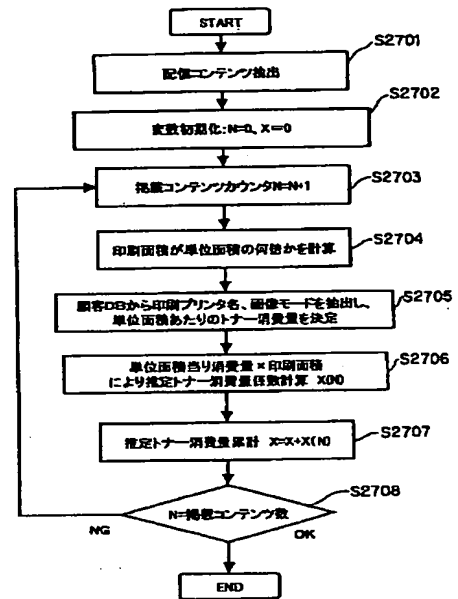 START
S2701
配信コンテンツ抽出
S2702
変数初期化:N=0、X=0
S2703
掲載コンテンツカウンタN=N+1
S2704
印刷面積が単位面積の何倍かを計算
S2705
顧客DBから印刷プリンタ名、画像モードを抽出し、
単位面積あたりのトナー消費量を決定
S2706
単位面積当り消費量×印刷面積
により推定トナー消費量係数計算 X(N)
S2707
推定トナー消費量累計 X=X+X(N)
S2708
N=掲載コンテンツ数
NG
OK
END